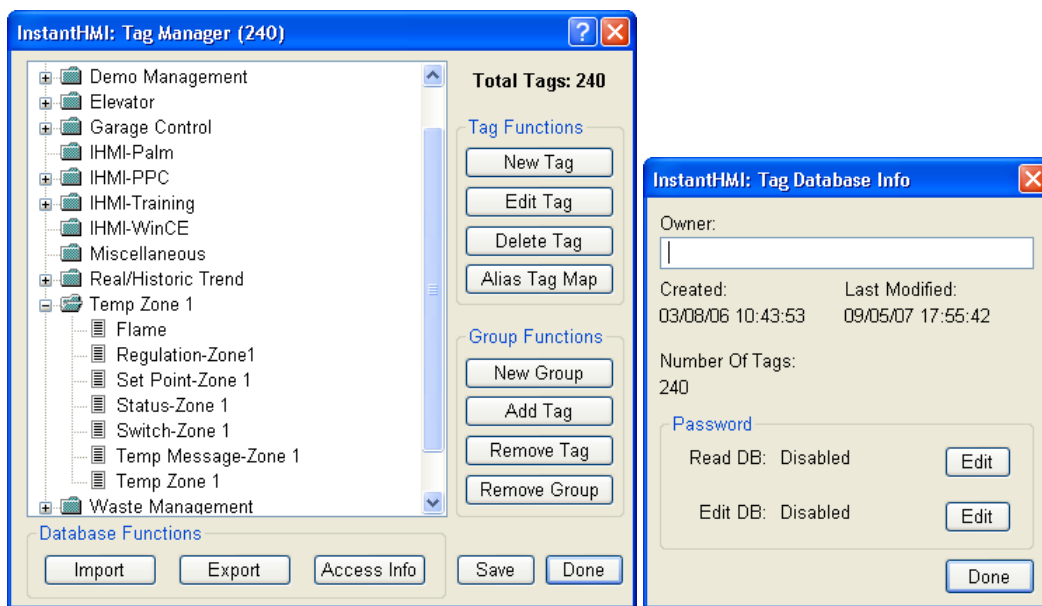 InstantHMI: Tag Manager (240)
Demo Management
Elevator
Garage Control
IHMI-Palm
IHMI-PPC
IHMI-Training
IHMI-WinCE
Miscellaneous
Real/Historic Trend
Temp Zone 1
Flame
Regulation-Zone1
Set Point-Zone 1
Status-Zone 1
Switch-Zone 1
Temp Message-Zone 1
Temp Zone 1
Waste Management
Total Tags: 240
Tag Functions
New Tag
Edit Tag
Delete Tag
Alias Tag Map
Group Functions
New Group
Add Tag
Remove Tag
Remove Group
Database Functions
Import Export Access Info
Save Done
InstantHMI: Tag Database Info
Owner:
Created: Last Modified:
03/08/06 10:43:53 09/05/07 17:55:42
Number Of Tags:
240
Password
Read DB: Disabled Edit
Edit DB: Disabled Edit
Done